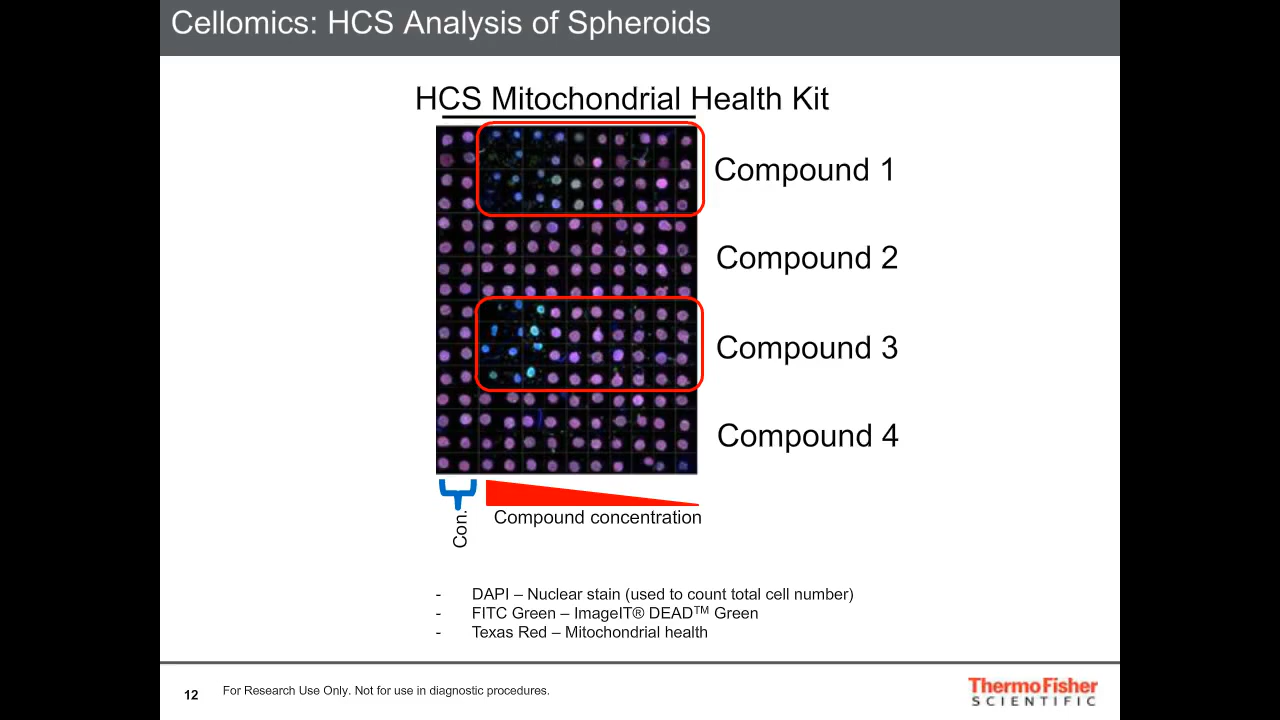 Cellomics: HCS Analysis of Spheroids
HCS Mitochondrial Health Kit
Compound 1
Compound 2
Compound 3
Compound 4
Con.
Compound concentration
- DAPI – Nuclear stain (used to count total cell number)
- FITC Green – ImageIT® DEAD™ Green
- Texas Red – Mitochondrial health
12
For Research Use Only. Not for use in diagnostic procedures.
ThermoFisher
SCIENTIFIC